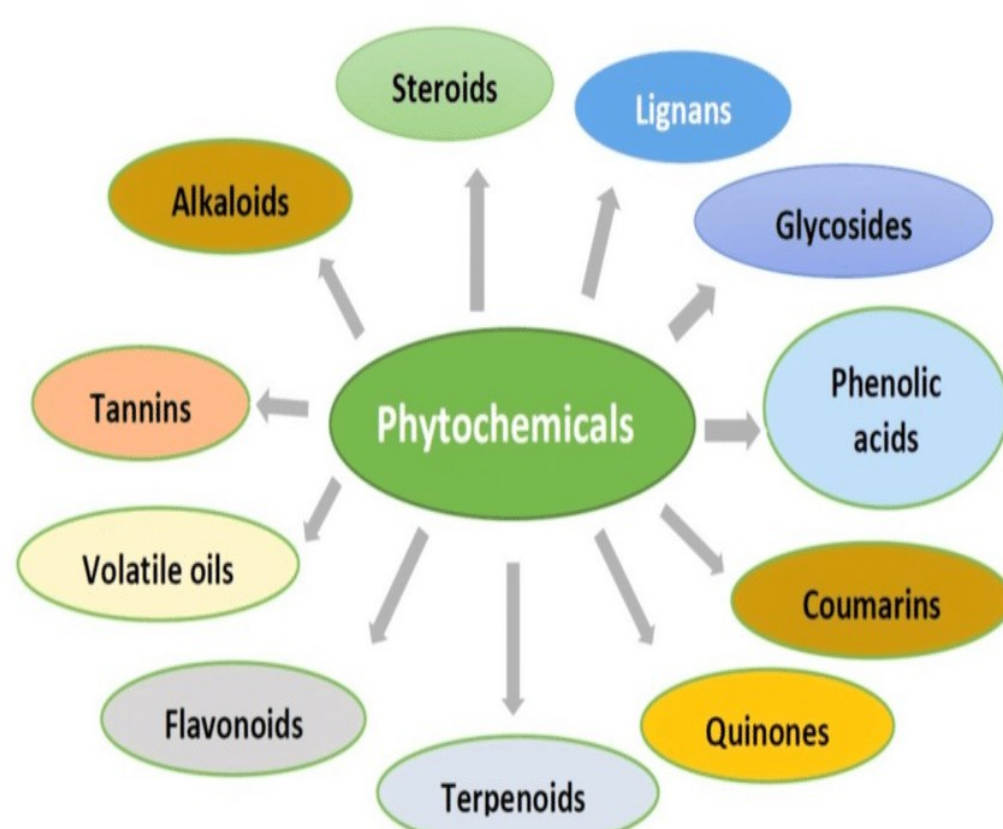 Steroids
Lignans
Alkaloids
Glycosides
Phenolic
acids
Tannins
Phytochemicals
Volatile oils
Coumarins
Flavonoids
Quinones
Terpenoids